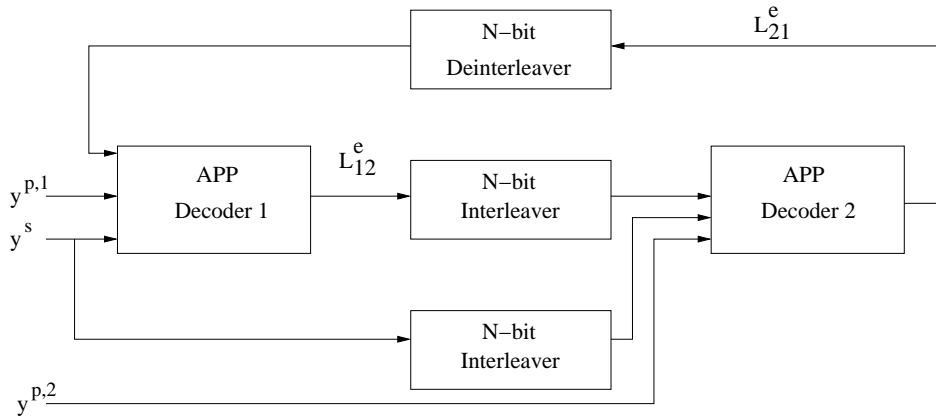 N−bit
Deinterleaver
L^e_21
APP
Decoder 1
L^e_12
N−bit
Interleaver
APP
Decoder 2
y^p,1
y^s
N−bit
Interleaver
y^p,2